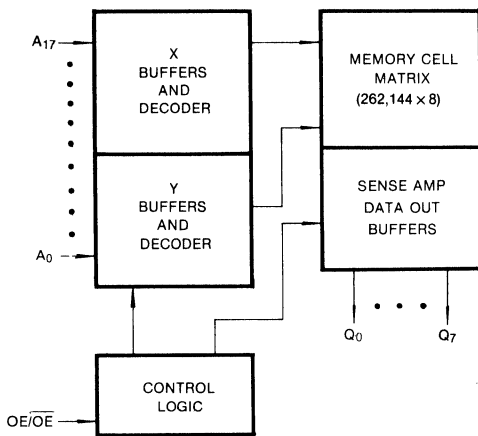 A17
X
BUFFERS
AND
DECODER
MEMORY CELL
MATRIX
(262,144 × 8)
Y
BUFFERS
AND
DECODER
SENSE AMP
DATA OUT
BUFFERS
A0
Q0
Q7
CONTROL
LOGIC
OE/O̅E̅